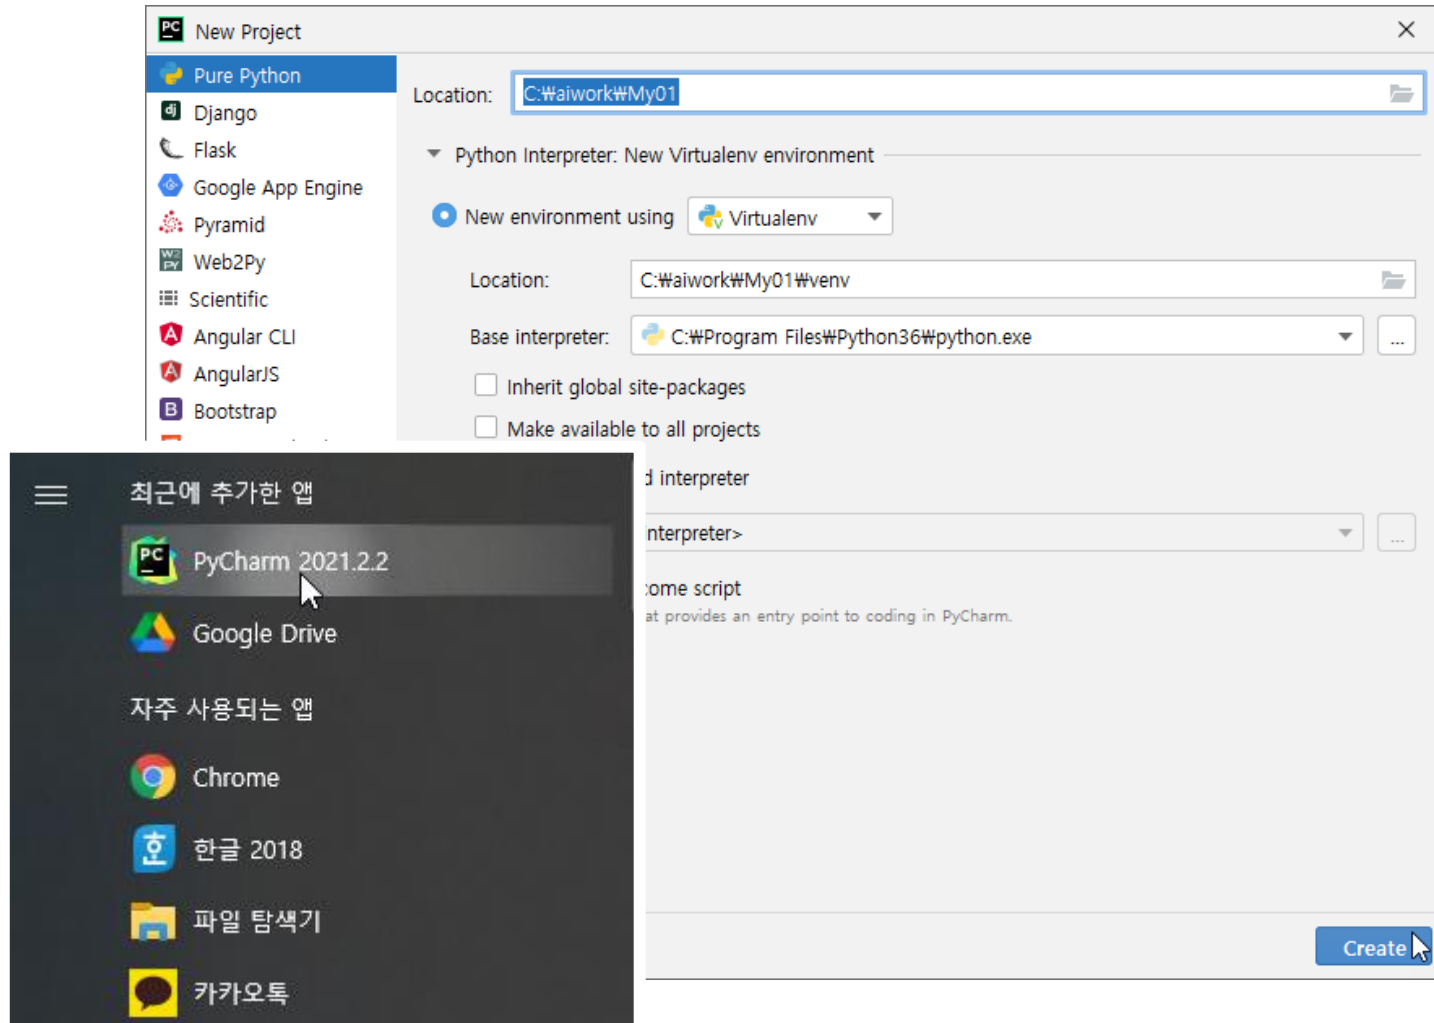 New Project
Pure Python
Django
Flask
Google App Engine
Pyramid
Web2Py
Scientific
Angular CLI
AngularJS
Bootstrap
Location: C:₩aiwork₩My01
Python Interpreter: New Virtualenv environment
New environment using Virtualenv
Location: C:₩aiwork₩My01₩venv
Base interpreter: C:₩Program Files₩Python36₩python.exe ...
Inherit global site-packages
Make available to all projects
interpreter
interpreter> ...
script
provides an entry point to coding in PyCharm.
Create
최근에 추가한 앱
PyCharm 2021.2.2
Google Drive
자주 사용되는 앱
Chrome
한글 2018
파일 탐색기
카카오톡